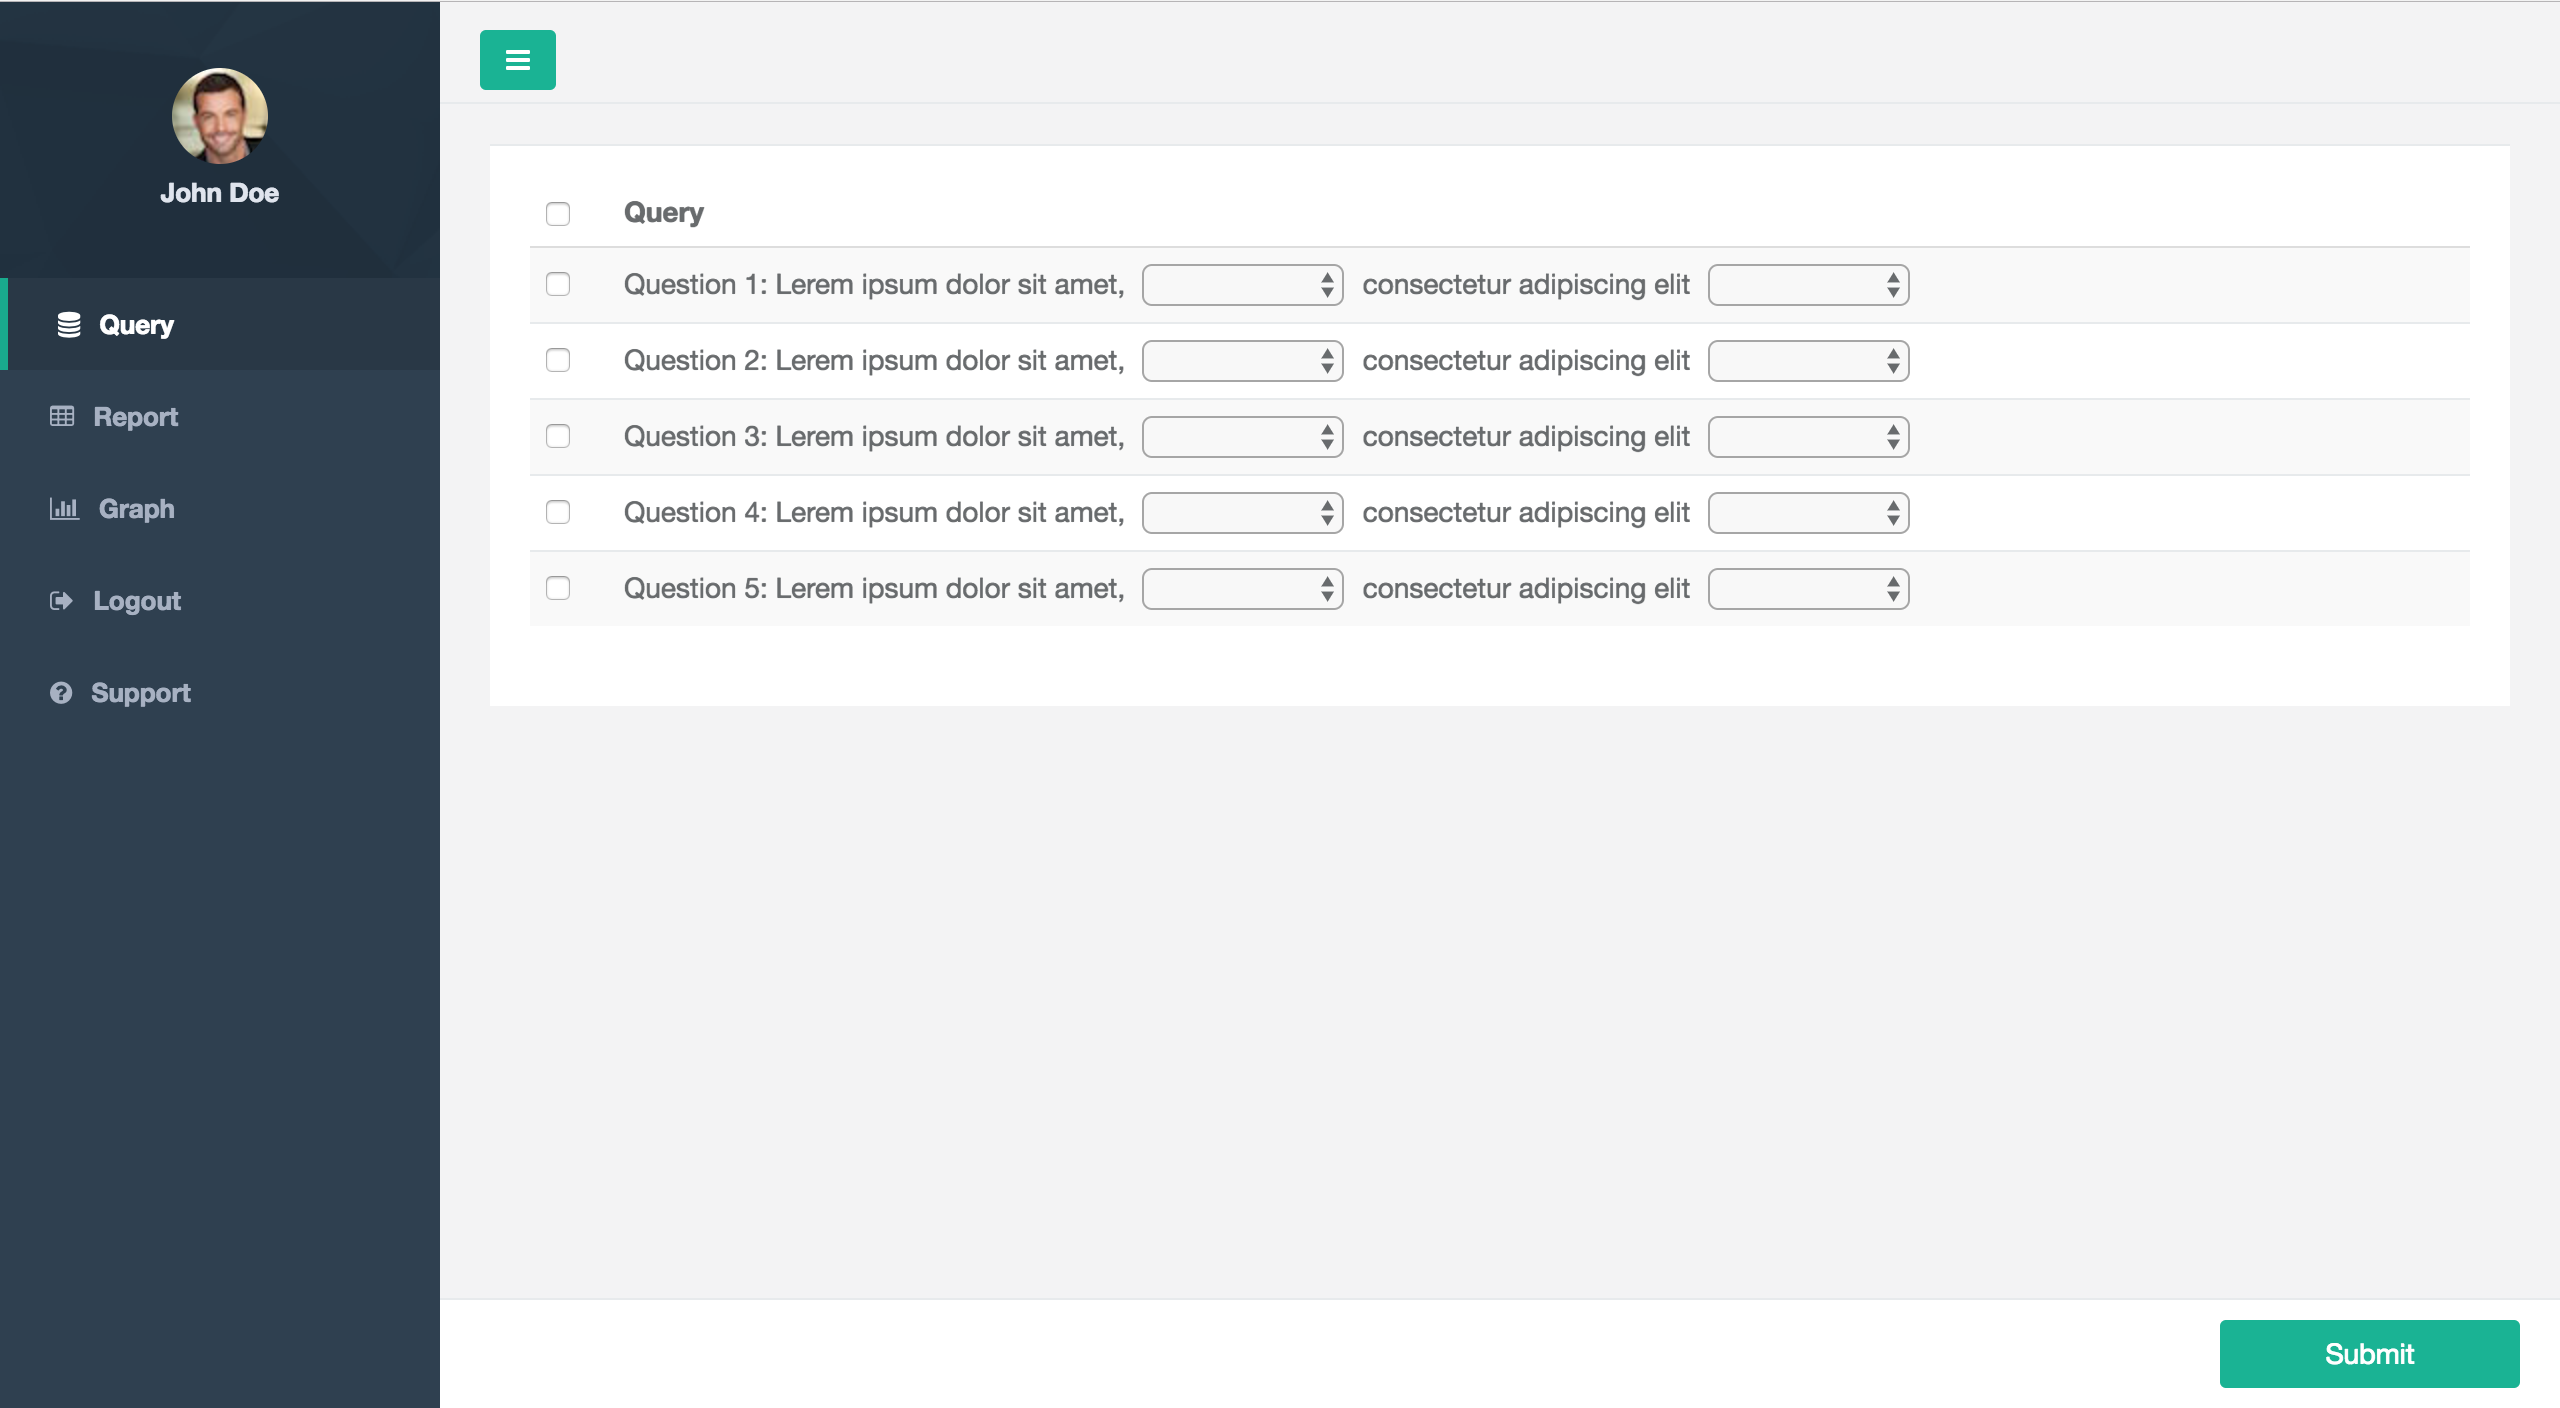 John Doe
Query
Report
Graph
Logout
Support
Query
Question 1: Lerem ipsum dolor sit amet, consectetur adipiscing elit
Question 2: Lerem ipsum dolor sit amet, consectetur adipiscing elit
Question 3: Lerem ipsum dolor sit amet, consectetur adipiscing elit
Question 4: Lerem ipsum dolor sit amet, consectetur adipiscing elit
Question 5: Lerem ipsum dolor sit amet, consectetur adipiscing elit
Submit